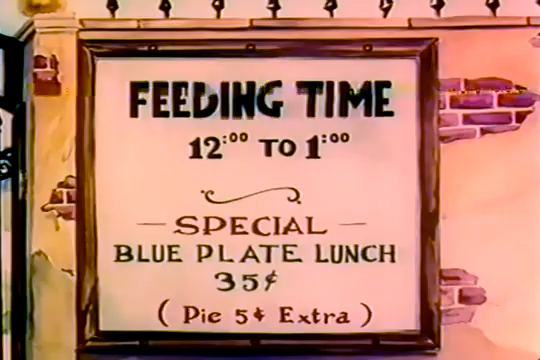 FEEDING TIME
12:00 TO 1:00
— SPECIAL —
BLUE PLATE LUNCH
35¢
( Pie 5¢ Extra )